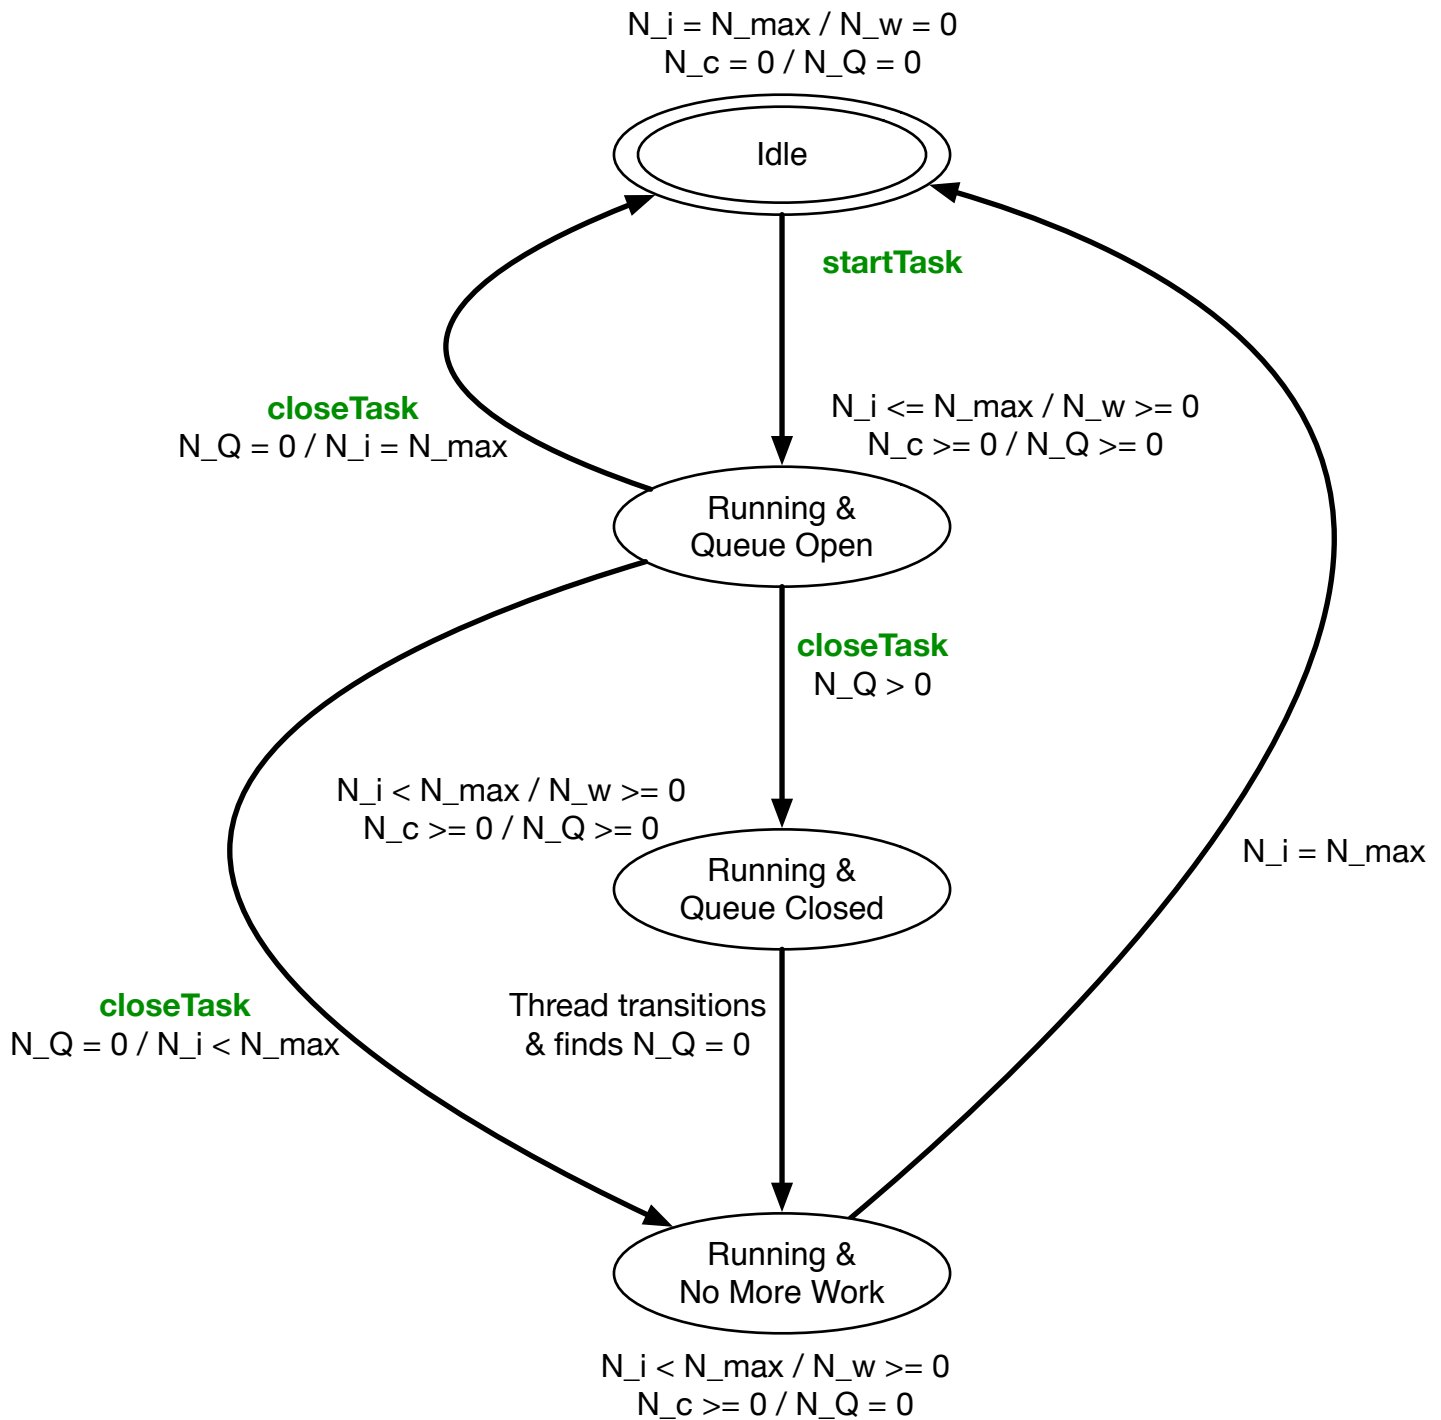 N_i = N_max / N_w = 0
N_c = 0 / N_Q = 0
Idle
startTask
closeTask
N_Q = 0 / N_i = N_max
N_i <= N_max / N_w >= 0
N_c >= 0 / N_Q >= 0
Running &
Queue Open
closeTask
N_Q > 0
N_i < N_max / N_w >= 0
N_c >= 0 / N_Q >= 0
Running &
Queue Closed
N_i = N_max
closeTask
N_Q = 0 / N_i < N_max
Thread transitions
& finds N_Q = 0
Running &
No More Work
N_i < N_max / N_w >= 0
N_c >= 0 / N_Q = 0